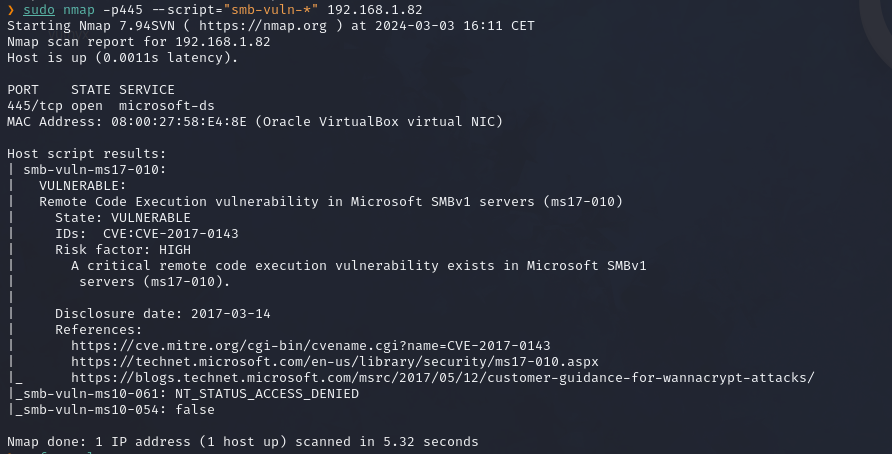 ❯ sudo nmap -p445 --script="smb-vuln-*" 192.168.1.82
Starting Nmap 7.94SVN ( https://nmap.org ) at 2024-03-03 16:11 CET
Nmap scan report for 192.168.1.82
Host is up (0.0011s latency).

PORT    STATE SERVICE
445/tcp open  microsoft-ds
MAC Address: 08:00:27:58:E4:8E (Oracle VirtualBox virtual NIC)

Host script results:
| smb-vuln-ms17-010:
|   VULNERABLE:
|   Remote Code Execution vulnerability in Microsoft SMBv1 servers (ms17-010)
|     State: VULNERABLE
|     IDs:  CVE:CVE-2017-0143
|     Risk factor: HIGH
|       A critical remote code execution vulnerability exists in Microsoft SMBv1
|        servers (ms17-010).
|
|     Disclosure date: 2017-03-14
|     References:
|       https://cve.mitre.org/cgi-bin/cvename.cgi?name=CVE-2017-0143
|       https://technet.microsoft.com/en-us/library/security/ms17-010.aspx
|_      https://blogs.technet.microsoft.com/msrc/2017/05/12/customer-guidance-for-wannacrypt-attacks/
|_smb-vuln-ms10-061: NT_STATUS_ACCESS_DENIED
|_smb-vuln-ms10-054: false

Nmap done: 1 IP address (1 host up) scanned in 5.32 seconds